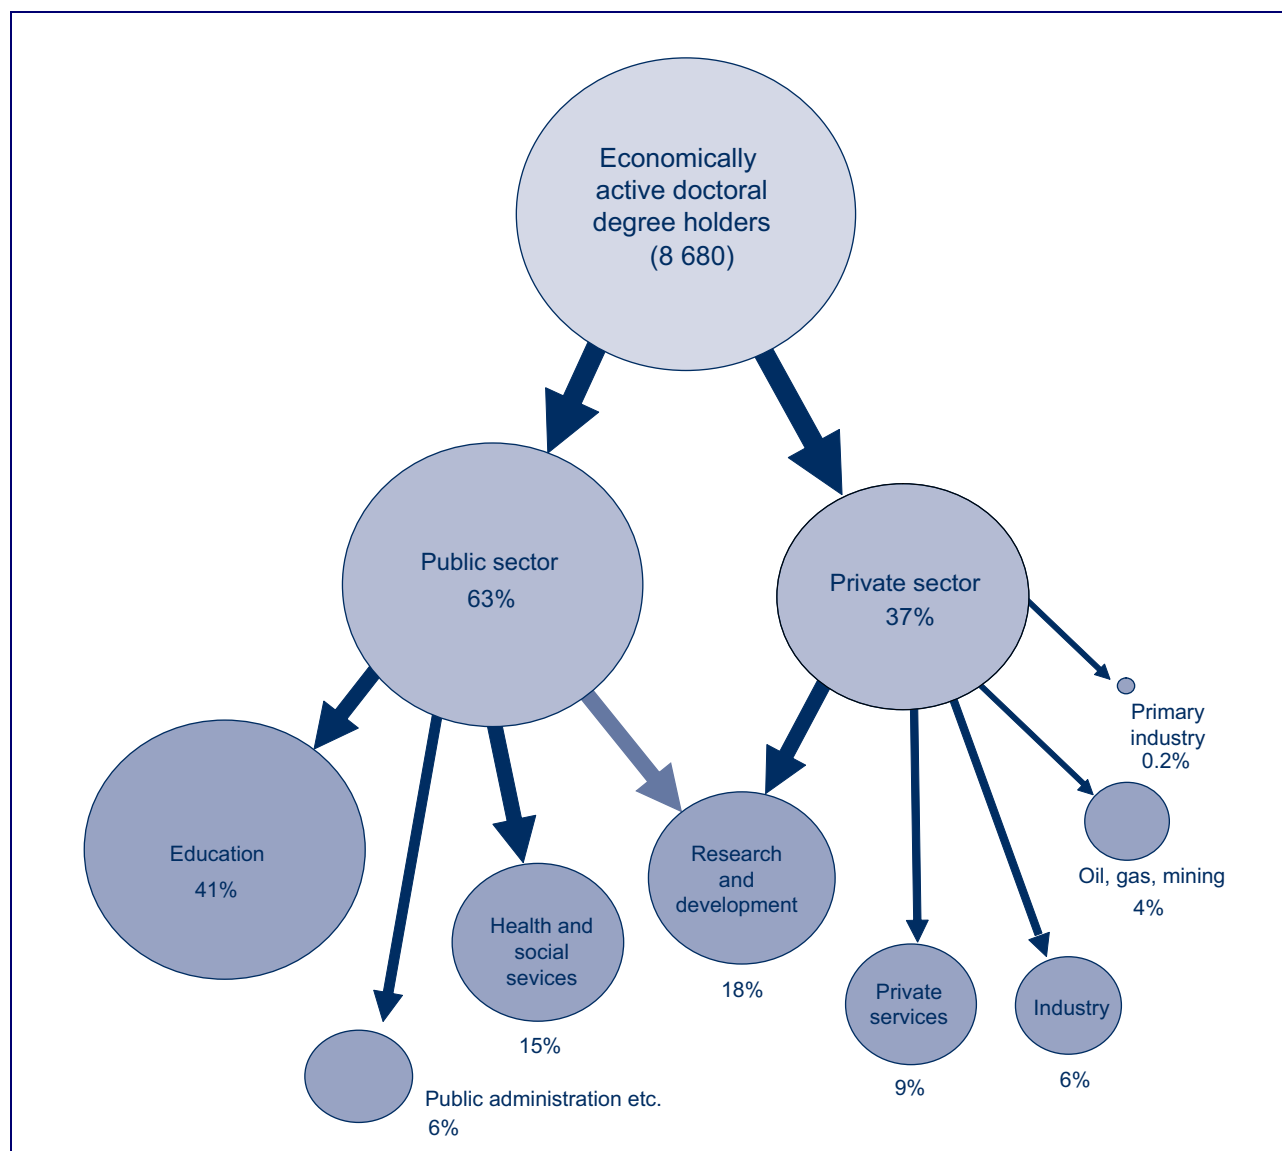 Economically
active doctoral
degree holders
(8 680)
Public sector
63%
Private sector
37%
Primary
industry
0.2%
Education
41%
Research
and
development
18%
Oil, gas, mining
4%
Health and
social
sevices
15%
Private
services
9%
Industry
6%
Public administration etc.
6%